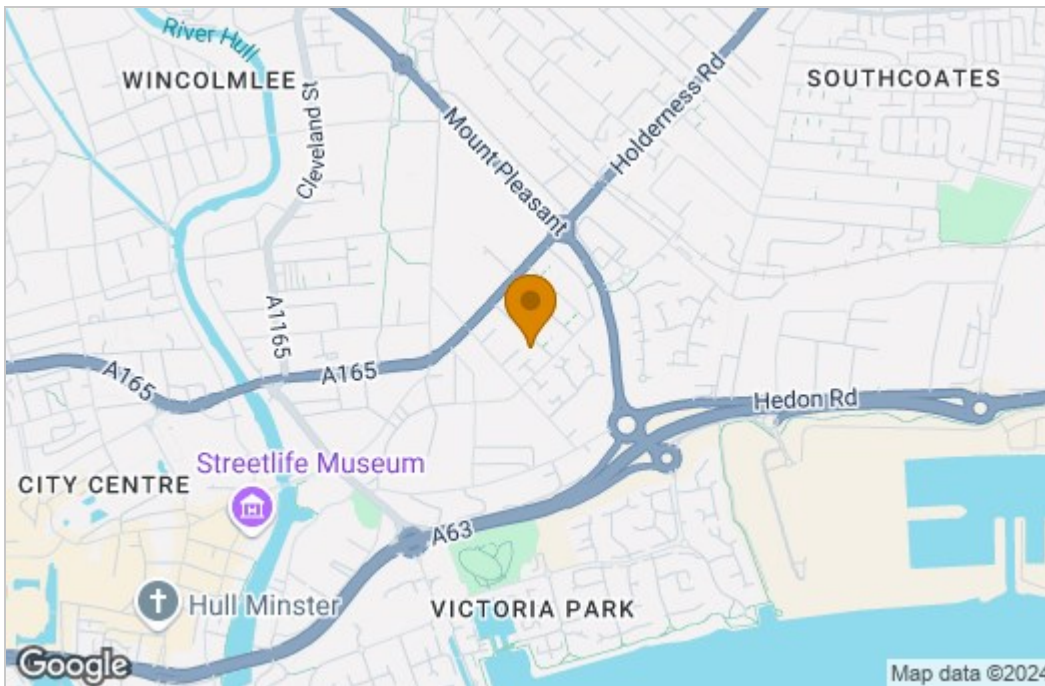 River Hull
WINCOLMLEE
Cleveland St
Mount Pleasant
Holderness Rd
SOUTHCOATES
A1165
A165
A165
Hedon Rd
Streetlife Museum
CITY CENTRE
A63
Hull Minster
VICTORIA PARK
Google
Map data ©2024